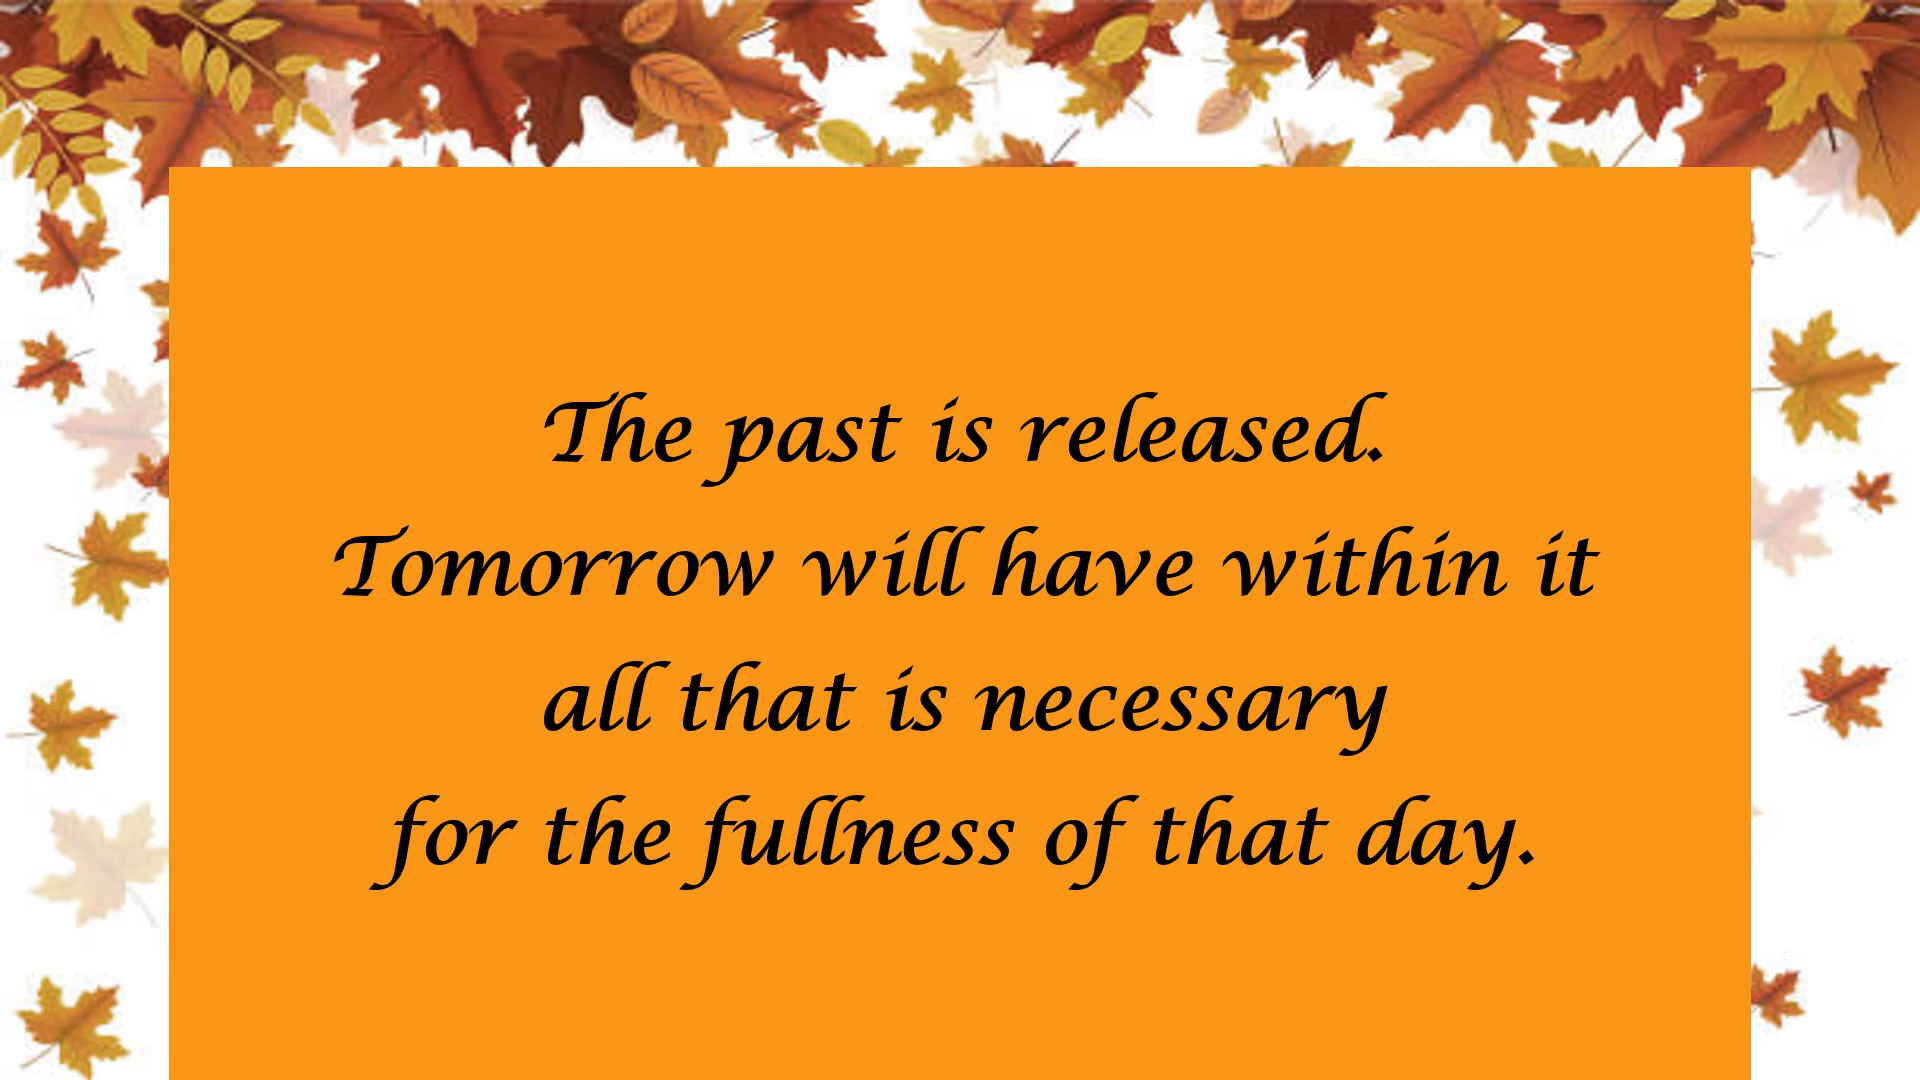 The past is released.
Tomorrow will have within it
all that is necessary
for the fullness of that day.